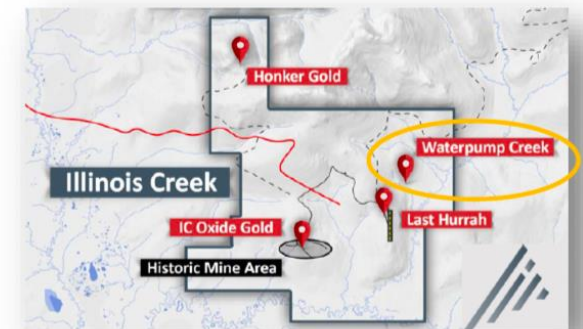 Honker Gold
Waterpump Creek
Illinois Creek
Last Hurrah
IC Oxide Gold
Historic Mine Area